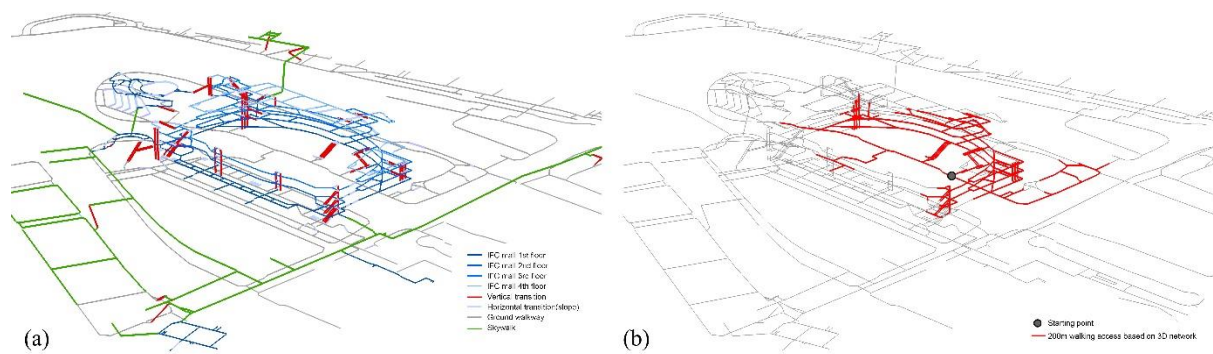 IFC mall 1st floor
IFC mall 2nd floor
IFC mall 3rd floor
IFC mall 4th floor
Vertical transition
Horizontal transition(slope)
Ground walkway
Skywalk
(a)
Starting point
200m walking access based on 3D network
(b)